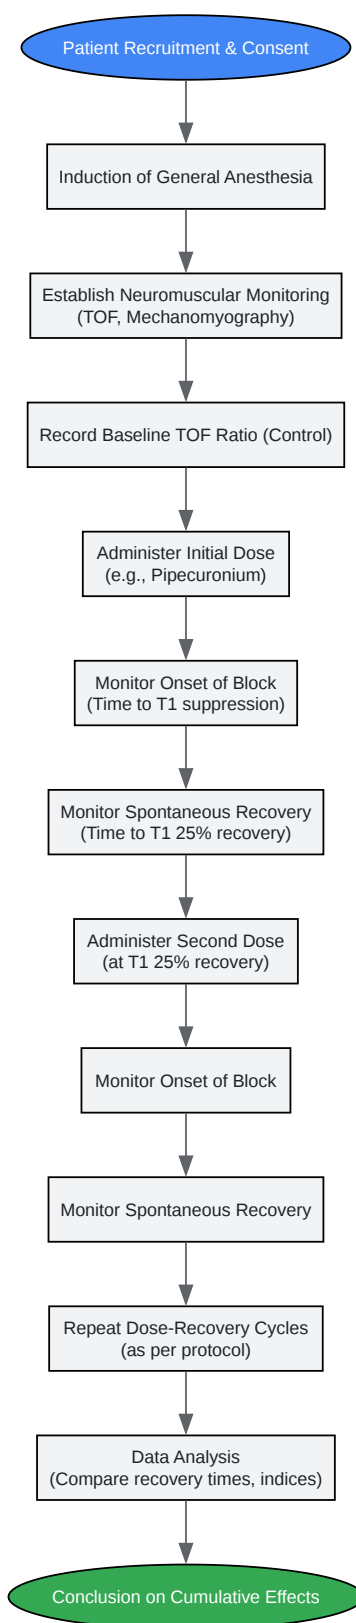 Patient Recruitment & Consent
Induction of General Anesthesia
Establish Neuromuscular Monitoring
(TOF, Mechanomyography)
Record Baseline TOF Ratio (Control)
Administer Initial Dose
(e.g., Pipecuronium)
Monitor Onset of Block
(Time to T1 suppression)
Monitor Spontaneous Recovery
(Time to T1 25% recovery)
Administer Second Dose
(at T1 25% recovery)
Monitor Onset of Block
Monitor Spontaneous Recovery
Repeat Dose-Recovery Cycles
(as per protocol)
Data Analysis
(Compare recovery times, indices)
Conclusion on Cumulative Effects